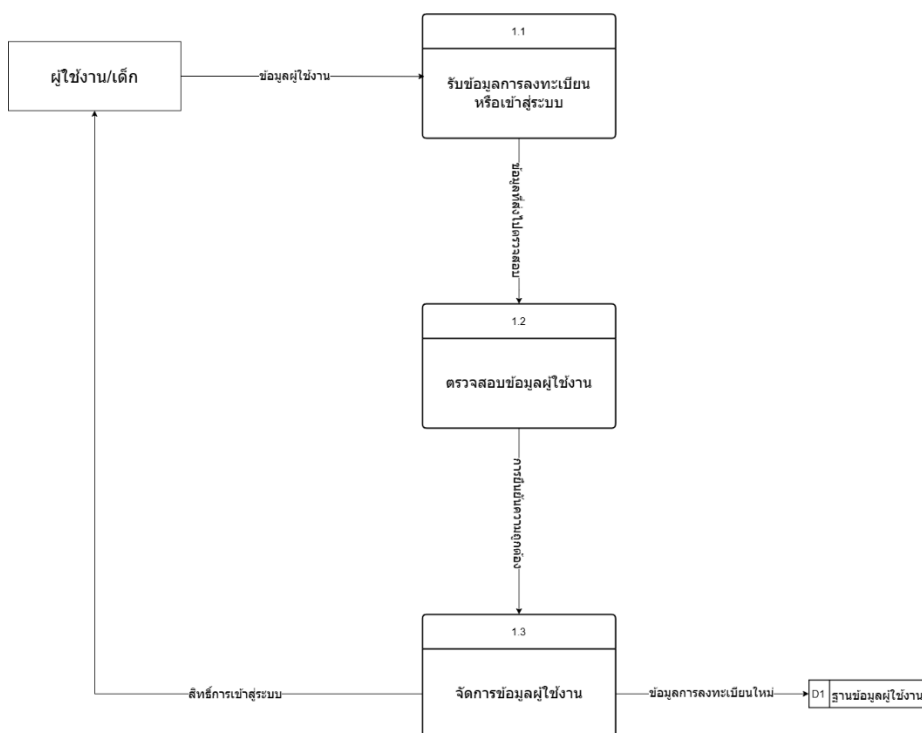 1.1
ผู้ใช้งาน/เด็ก
ข้อมูลผู้ใช้งาน
รับข้อมูลการลงทะเบียน
หรือเข้าสู่ระบบ
ข้อมูลที่ส่งไปตรวจสอบ
1.2
ตรวจสอบข้อมูลผู้ใช้งาน
การยืนยันความถูกต้อง
1.3
สิทธิ์การเข้าสู่ระบบ
จัดการข้อมูลผู้ใช้งาน
ข้อมูลการลงทะเบียนใหม่
D1 ฐานข้อมูลผู้ใช้งาน